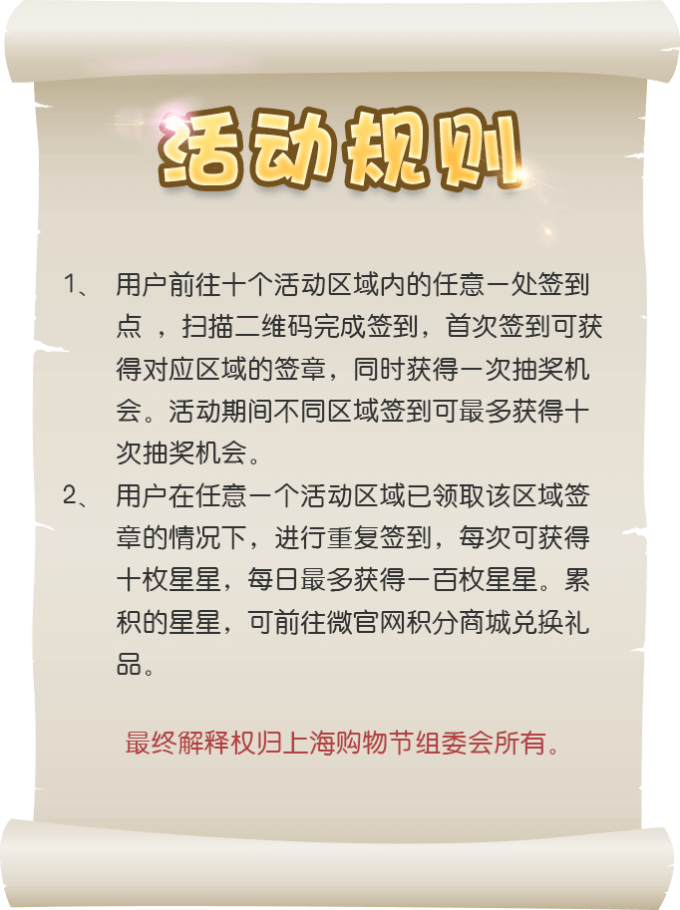 活动规则
1、 用户前往十个活动区域内的任意一处签到
点 ，扫描二维码完成签到，首次签到可获
得对应区域的签章，同时获得一次抽奖机
会。活动期间不同区域签到可最多获得十
次抽奖机会。
2、 用户在任意一个活动区域已领取该区域签
章的情况下，进行重复签到，每次可获得
十枚星星，每日最多获得一百枚星星。累
积的星星，可前往微官网积分商城兑换礼
品。
最终解释权归上海购物节组委会所有。